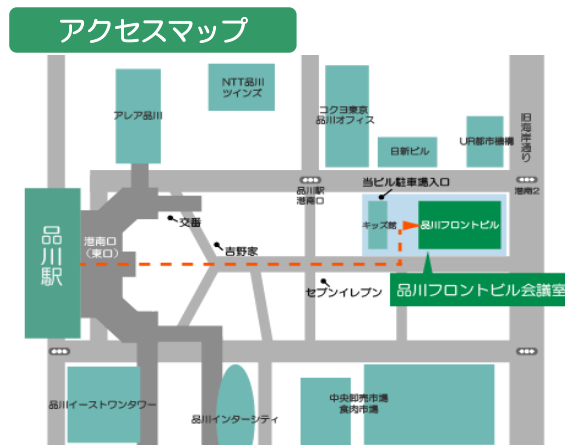 アクセスマップ
アレア品川
NTT品川
ツインズ
コクヨ東京
品川オフィス
日新ビル
UR都市機構
旧海岸通り
品川駅
港南口
当ビル駐車場入口
港南2
キッズ館
品川フロントビル
交番
吉野家
港南口
(東口)
品川駅
セブンイレブン
品川フロントビル会議室
品川イーストワンタワー
品川インターシティ
中央卸売市場
食肉市場